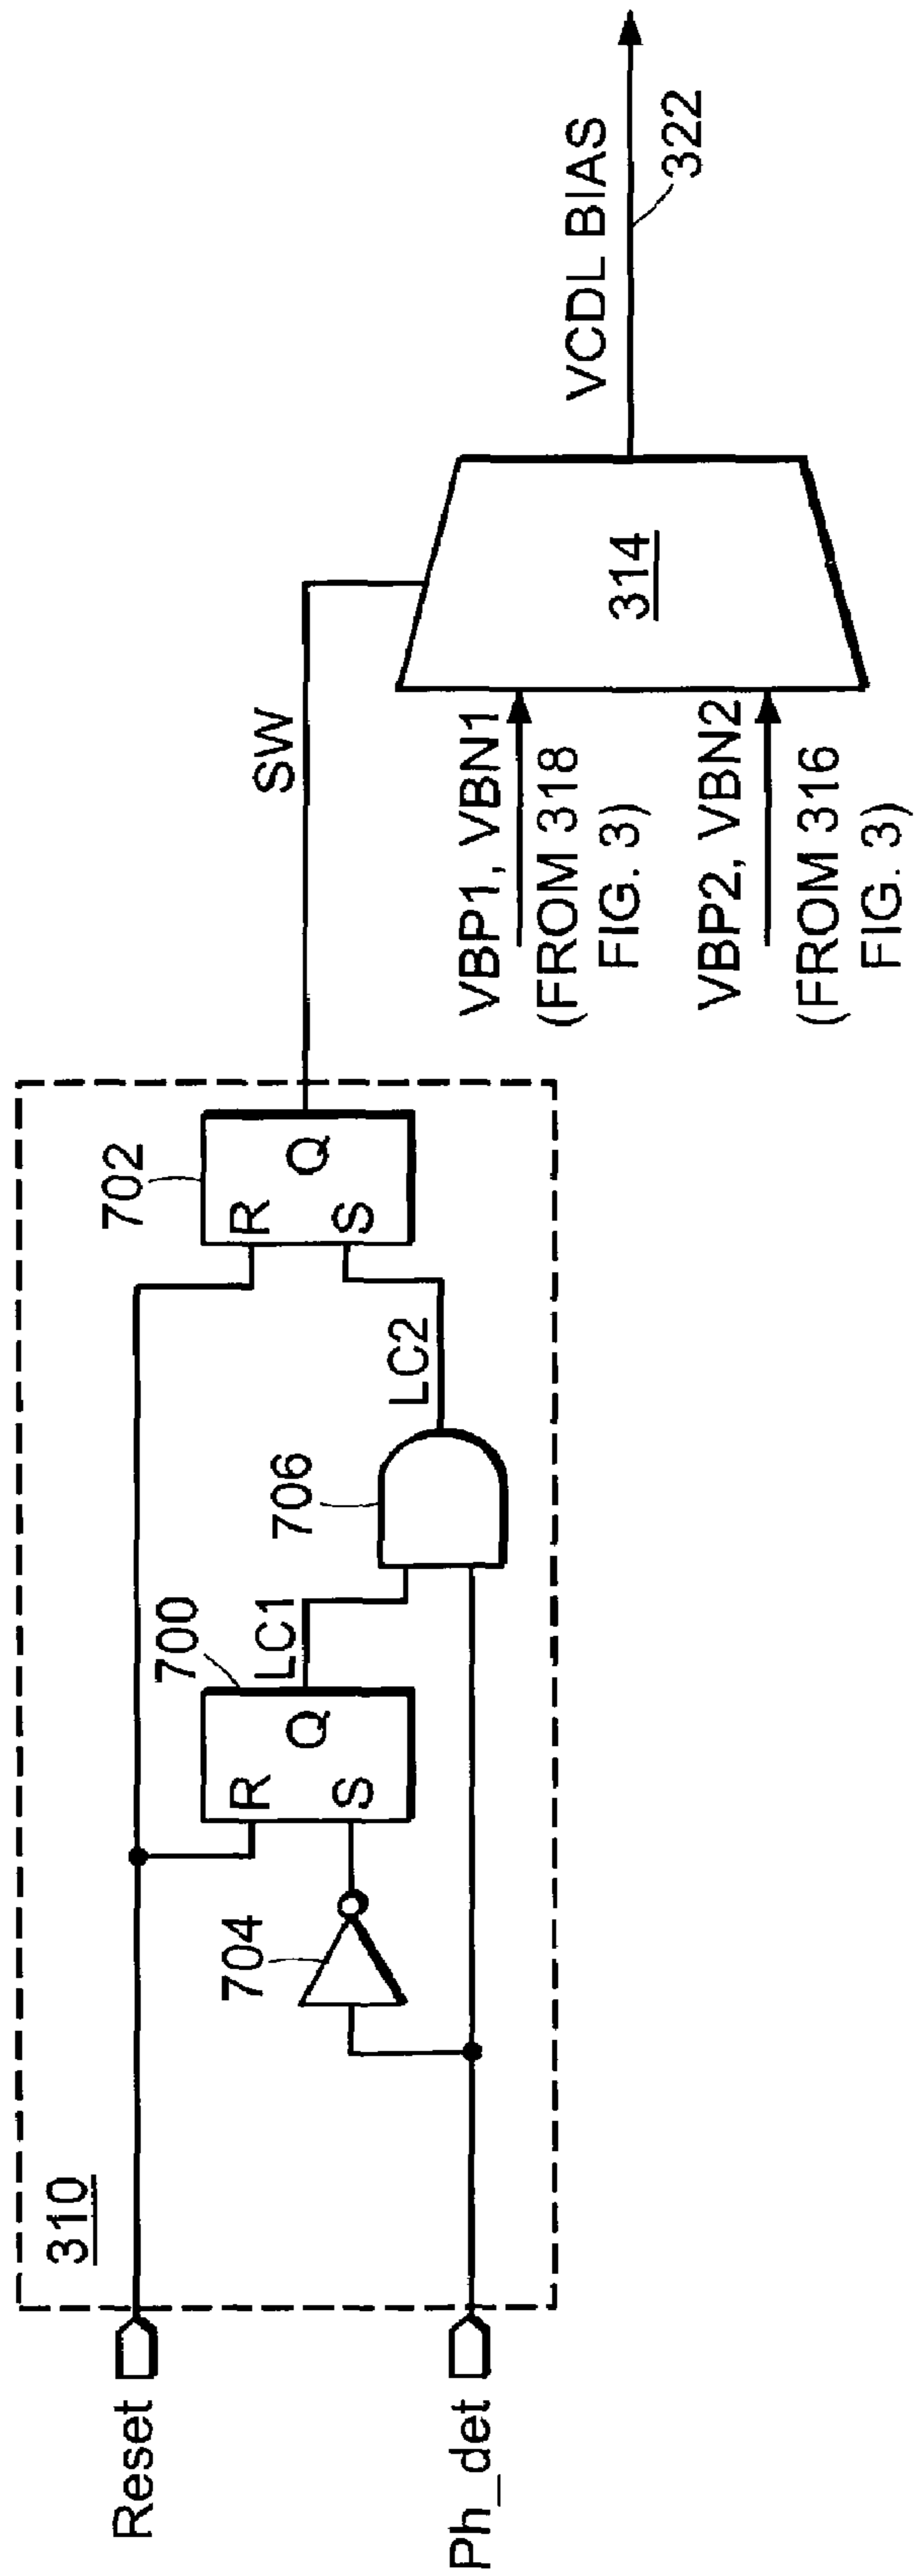 310
Reset
Ph_det
704
700
R
S
Q
LC1
706
LC2
702
R
S
Q
SW
VBP1, VBN1
(FROM 318
FIG. 3)
VBP2, VBN2
(FROM 316
FIG. 3)
314
VCDL BIAS
322